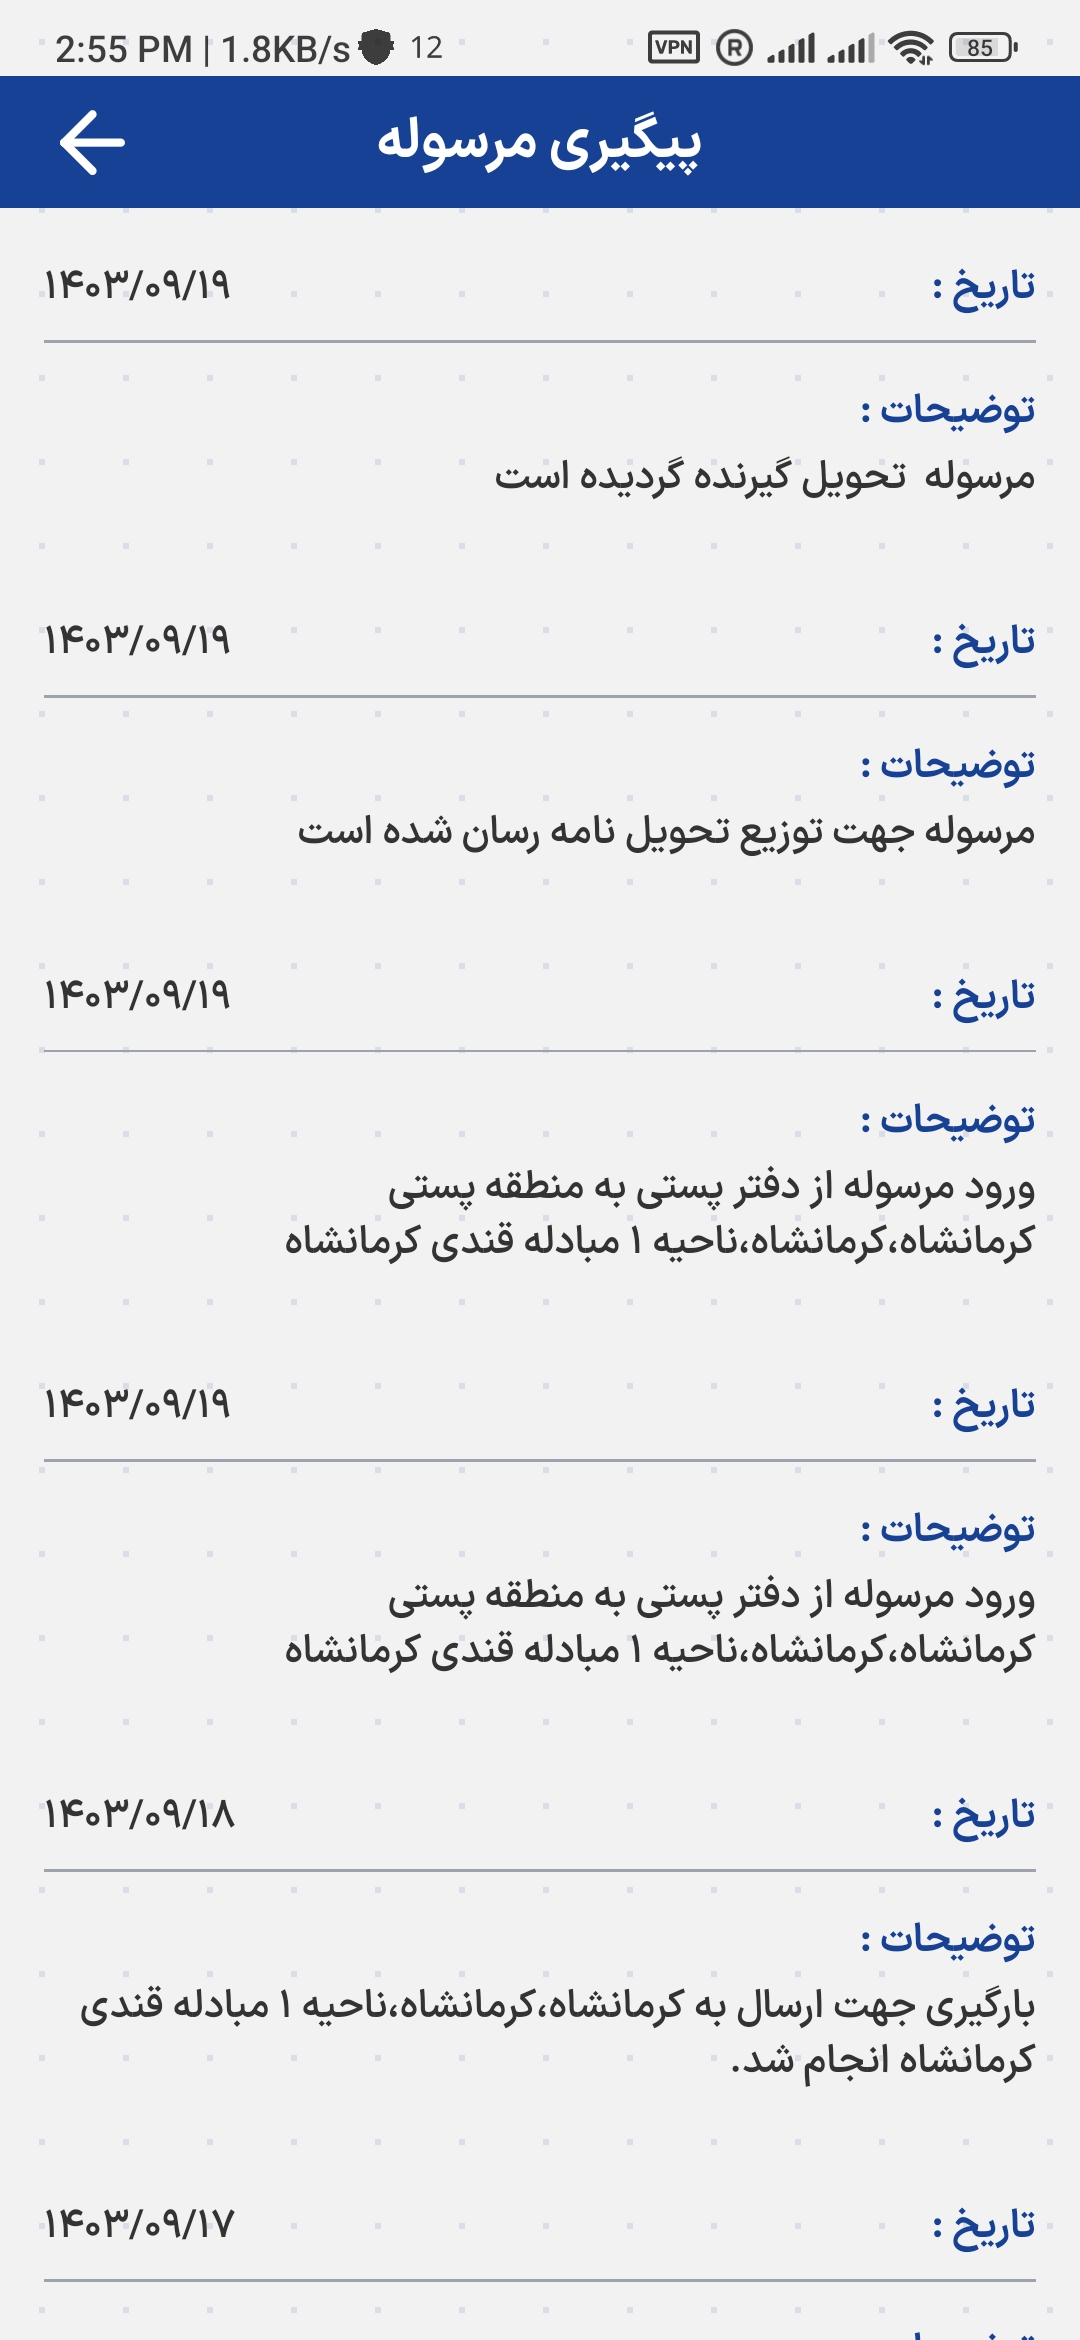 2:55 PM | 1.8KB/s 12 VPN R 85
پیگیری مرسوله
تاریخ : ۱۴۰۳/۰۹/۱۹
توضیحات :
مرسوله تحویل گیرنده گردیده است
تاریخ : ۱۴۰۳/۰۹/۱۹
توضیحات :
مرسوله جهت توزیع تحویل نامه رسان شده است
تاریخ : ۱۴۰۳/۰۹/۱۹
توضیحات :
ورود مرسوله از دفتر پستی به منطقه پستی
کرمانشاه،کرمانشاه،ناحیه ۱ مبادله قندی کرمانشاه
تاریخ : ۱۴۰۳/۰۹/۱۹
توضیحات :
ورود مرسوله از دفتر پستی به منطقه پستی
کرمانشاه،کرمانشاه،ناحیه ۱ مبادله قندی کرمانشاه
تاریخ : ۱۴۰۳/۰۹/۱۸
توضیحات :
بارگیری جهت ارسال به کرمانشاه،کرمانشاه،ناحیه ۱ مبادله قندی
کرمانشاه انجام شد.
تاریخ : ۱۴۰۳/۰۹/۱۷